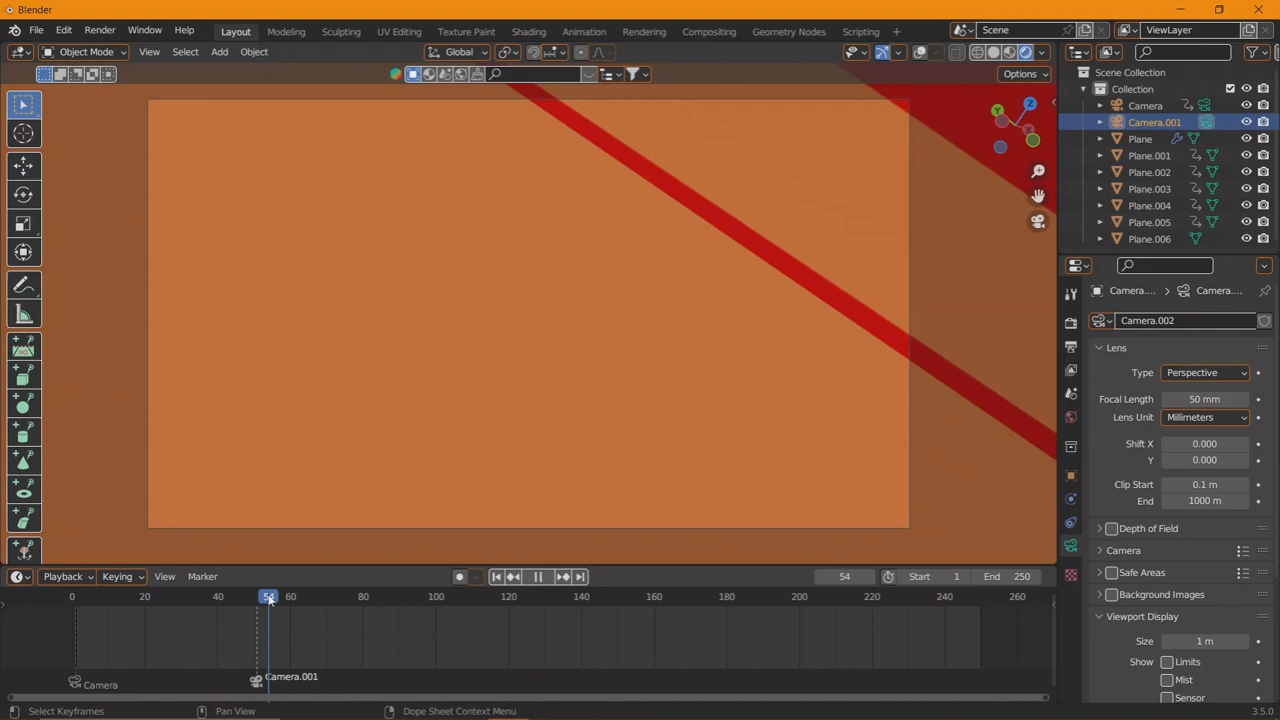 Blender
File Edit Render Window Help Layout Modeling Sculpting UV Editing Texture Paint Shading Animation Rendering Compositing Geometry Nodes Scripting + Scene ViewLayer
Object Mode View Select Add Object Global
Options
Scene Collection
Collection
Camera
Camera.001
Plane
Plane.001
Plane.002
Plane.003
Plane.004
Plane.005
Plane.006
X
Y
Z
Camera.... Camera....
Camera.002
Lens
Type Perspective
Focal Length 50 mm
Lens Unit Millimeters
Shift X 0.000
Y 0.000
Clip Start 0.1 m
End 1000 m
Depth of Field
Camera
Safe Areas
Background Images
Viewport Display
Size 1 m
Show Limits
Mist
Sensor
Playback Keying View Marker 54 Start 1 End 250
0 20 40 54 60 80 100 120 140 160 180 200 220 240 260
Camera Camera.001
Select Keyframes Pan View Dope Sheet Context Menu 3.5.0